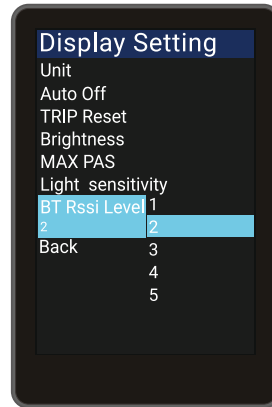 Display Setting
Unit
Auto Off
TRIP Reset
Brightness
MAX PAS
Light sensitivity
BT Rssi Level
2
Back
1
2
3
4
5